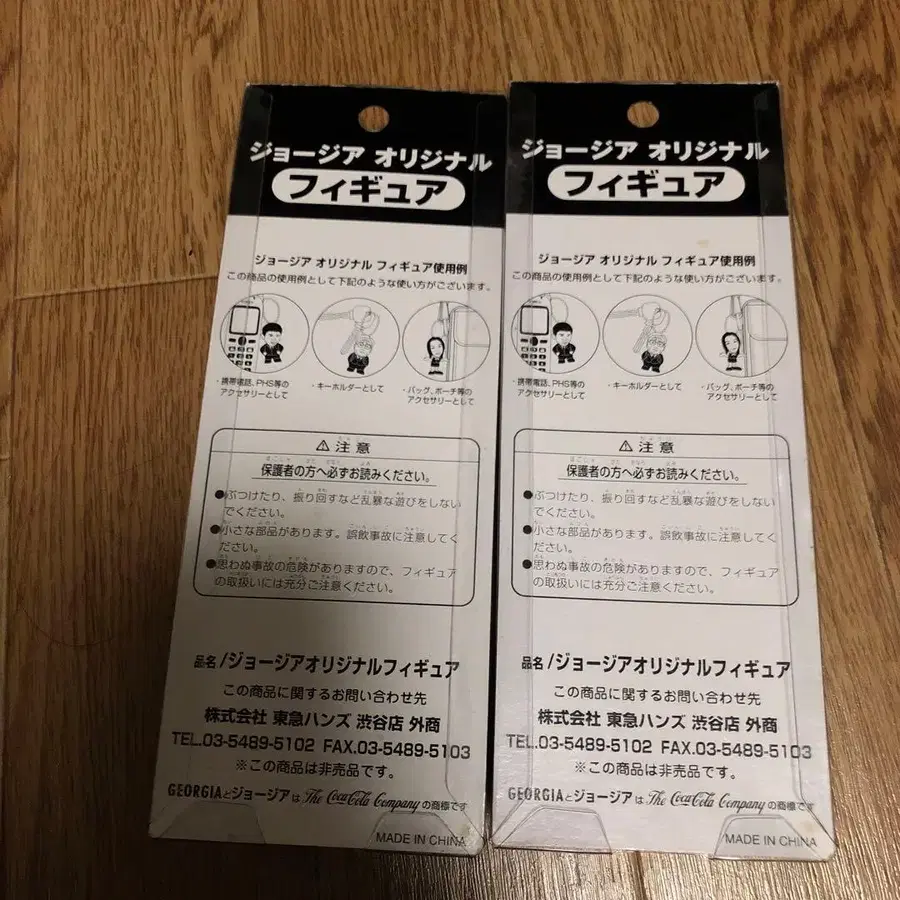 ジョージア オリジナル
フィギュア
ジョージア オリジナル フィギュア使用例
この商品の使用例として下記のような使い方がございます。
・携帯電話、PHS等の
アクセサリーとして
・キーホルダーとして
・バッグ、ポーチ等の
アクセサリーとして
⚠注意
保護者の方へ必ずお読みください。
●ぶつけたり、振り回すなど乱暴な遊びをしない
でください。
●小さな部品があります。誤飲事故に注意してく
ださい。
●思わぬ事故の危険がありますので、フィギュア
の取扱いには充分ご注意ください。
品名/ジョージアオリジナルフィギュア
この商品に関するお問い合わせ先
株式会社 東急ハンズ 渋谷店 外商
TEL.03-5489-5102 FAX.03-5489-5103
※この商品は非売品です。
GEORGIAとジョージアは The Coca-Cola Company の商標です
MADE IN CHINA
ジョージア オリジナル
フィギュア
ジョージア オリジナル フィギュア使用例
この商品の使用例として下記のような使い方がございます。
・携帯電話、PHS等の
アクセサリーとして
・キーホルダーとして
・バッグ、ポーチ等の
アクセサリーとして
⚠注意
保護者の方へ必ずお読みください。
●ぶつけたり、振り回すなど乱暴な遊びをしない
でください。
●小さな部品があります。誤飲事故に注意してく
ださい。
●思わぬ事故の危険がありますので、フィギュア
の取扱いには充分ご注意ください。
品名/ジョージアオリジナルフィギュア
この商品に関するお問い合わせ先
株式会社 東急ハンズ 渋谷店 外商
TEL.03-5489-5102 FAX.03-5489-5103
※この商品は非売品です。
GEORGIAとジョージアは The Coca-Cola Company の商標です
MADE IN CHINA